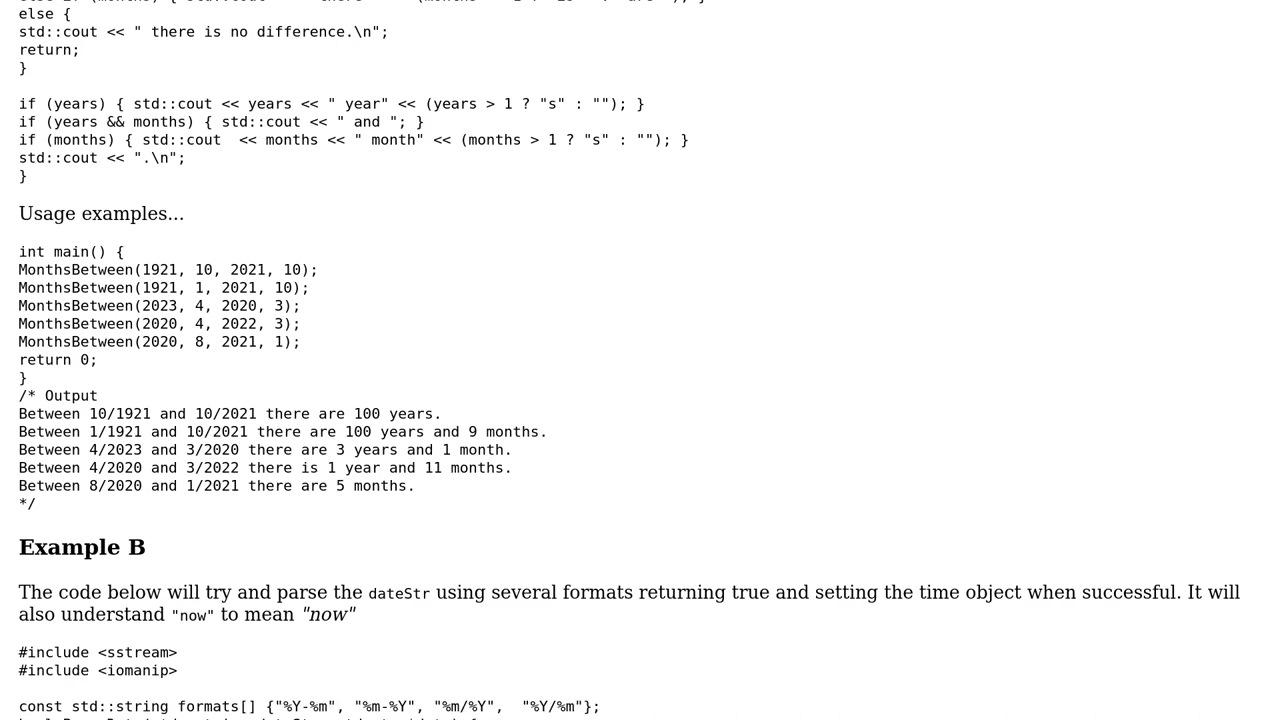 else {
std::cout << " there is no difference.\n";
return;
}
if (years) { std::cout << years << " year" << (years > 1 ? "s" : ""); }
if (years && months) { std::cout << " and "; }
if (months) { std::cout  << months << " month" << (months > 1 ? "s" : ""); }
std::cout << ".\n";
}
Usage examples...
int main() {
MonthsBetween(1921, 10, 2021, 10);
MonthsBetween(1921, 1, 2021, 10);
MonthsBetween(2023, 4, 2020, 3);
MonthsBetween(2020, 4, 2022, 3);
MonthsBetween(2020, 8, 2021, 1);
return 0;
}
/* Output
Between 10/1921 and 10/2021 there are 100 years.
Between 1/1921 and 10/2021 there are 100 years and 9 months.
Between 4/2023 and 3/2020 there are 3 years and 1 month.
Between 4/2020 and 3/2022 there is 1 year and 11 months.
Between 8/2020 and 1/2021 there are 5 months.
*/
Example B
The code below will try and parse the dateStr using several formats returning true and setting the time object when successful. It will
also understand "now" to mean "now"
#include <sstream>
#include <iomanip>
const std::string formats[] {"%Y-%m", "%m-%Y", "%m/%Y",  "%Y/%m"};